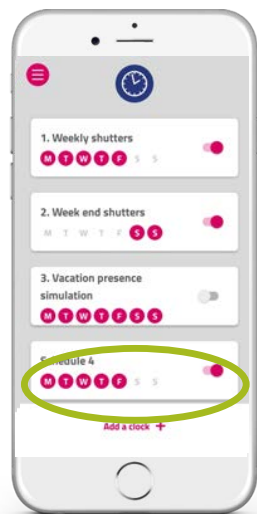 1. Weekly shutters
M T W T F S S
2. Week end shutters
M T W T F S S
3. Vacation presence
simulation
M T W T F S S
Schedule 4
M T W T F S S
Add a clock +